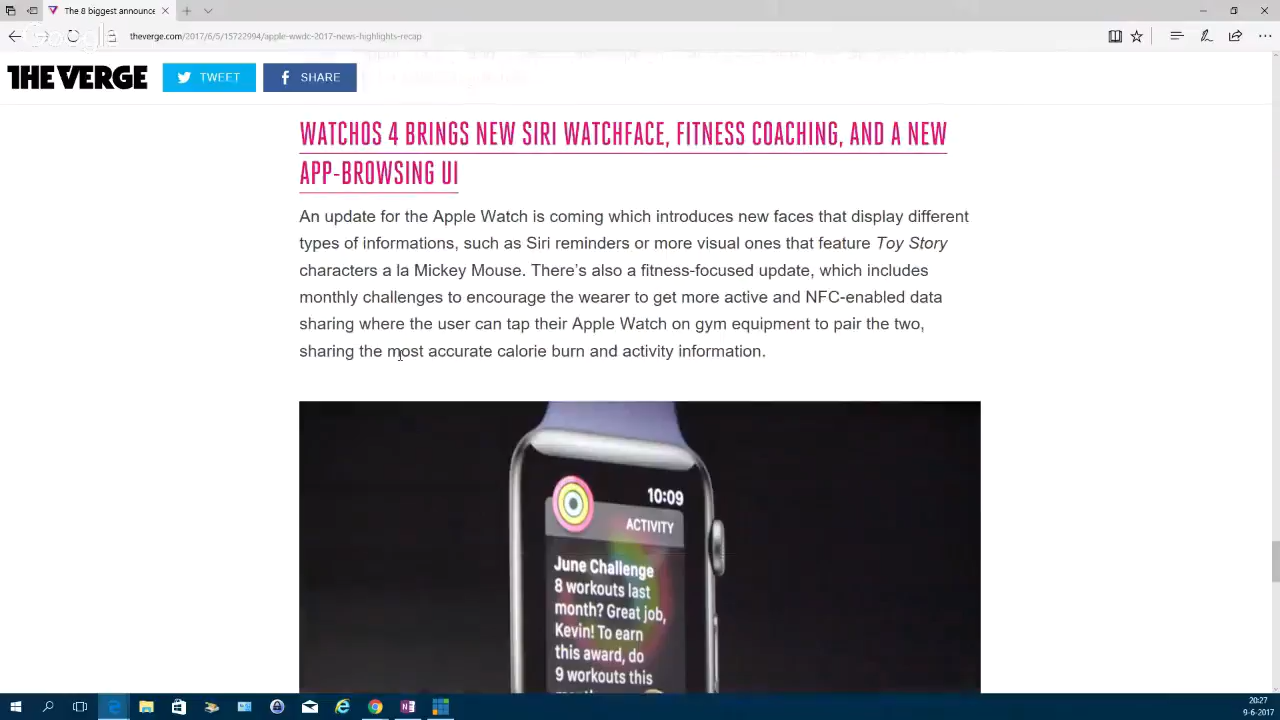 The 8 biggest announce
theverge.com/2017/6/5/15722994/apple-wwdc-2017-news-highlights-recap
THE VERGE
TWEET
SHARE
WATCHOS 4 BRINGS NEW SIRI WATCHFACE, FITNESS COACHING, AND A NEW
APP-BROWSING UI
An update for the Apple Watch is coming which introduces new faces that display different
types of informations, such as Siri reminders or more visual ones that feature Toy Story
characters a la Mickey Mouse. There's also a fitness-focused update, which includes
monthly challenges to encourage the wearer to get more active and NFC-enabled data
sharing where the user can tap their Apple Watch on gym equipment to pair the two,
sharing the most accurate calorie burn and activity information.
10:09
ACTIVITY
June Challenge
8 workouts last
month? Great job,
Kevin! To earn
this award, do
9 workouts this
20:27
9-6-2017